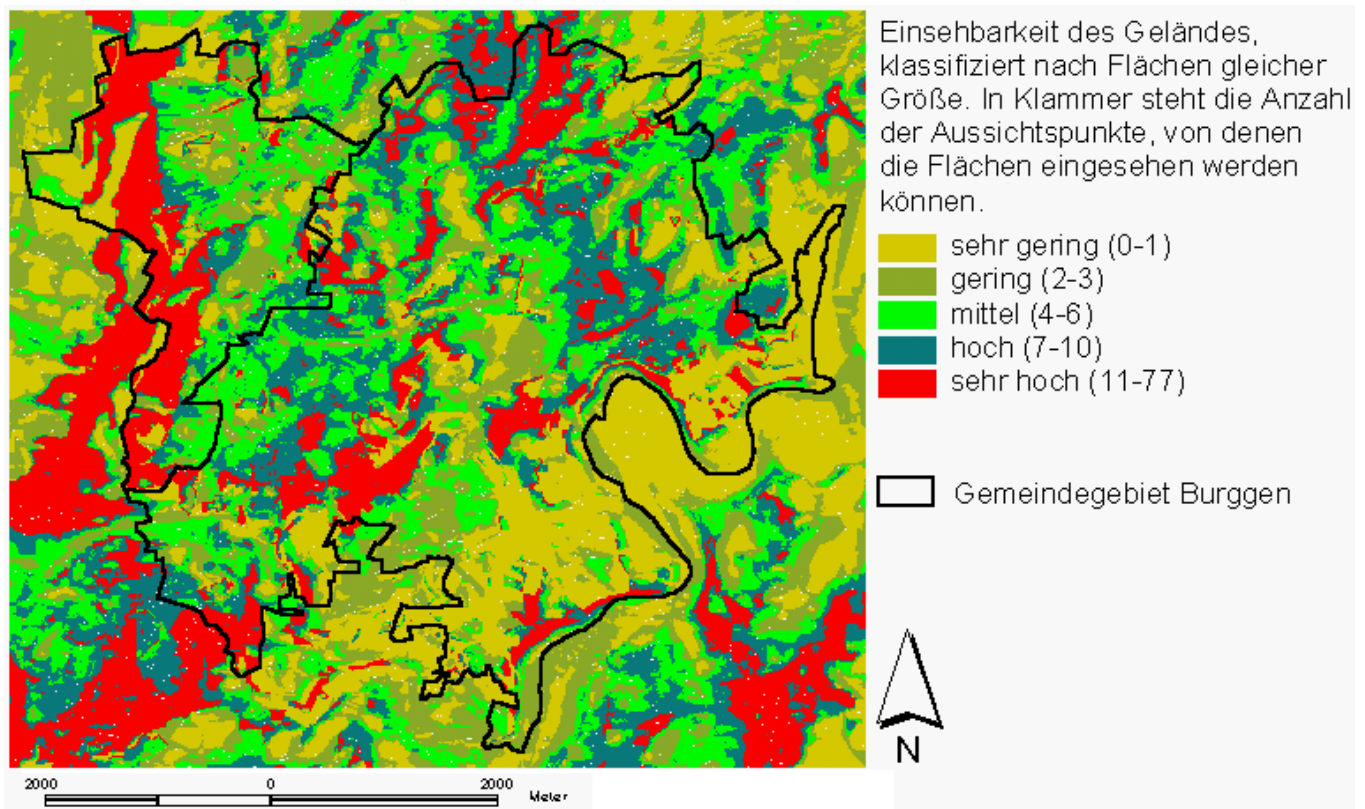 Einsehbarkeit des Geländes,
klassifiziert nach Flächen gleicher
Größe. In Klammer steht die Anzahl
der Aussichtspunkte, von denen
die Flächen eingesehen werden
können.
sehr gering (0-1)
gering (2-3)
mittel (4-6)
hoch (7-10)
sehr hoch (11-77)
Gemeindegebiet Burggen
N
2000 0 2000
Meter